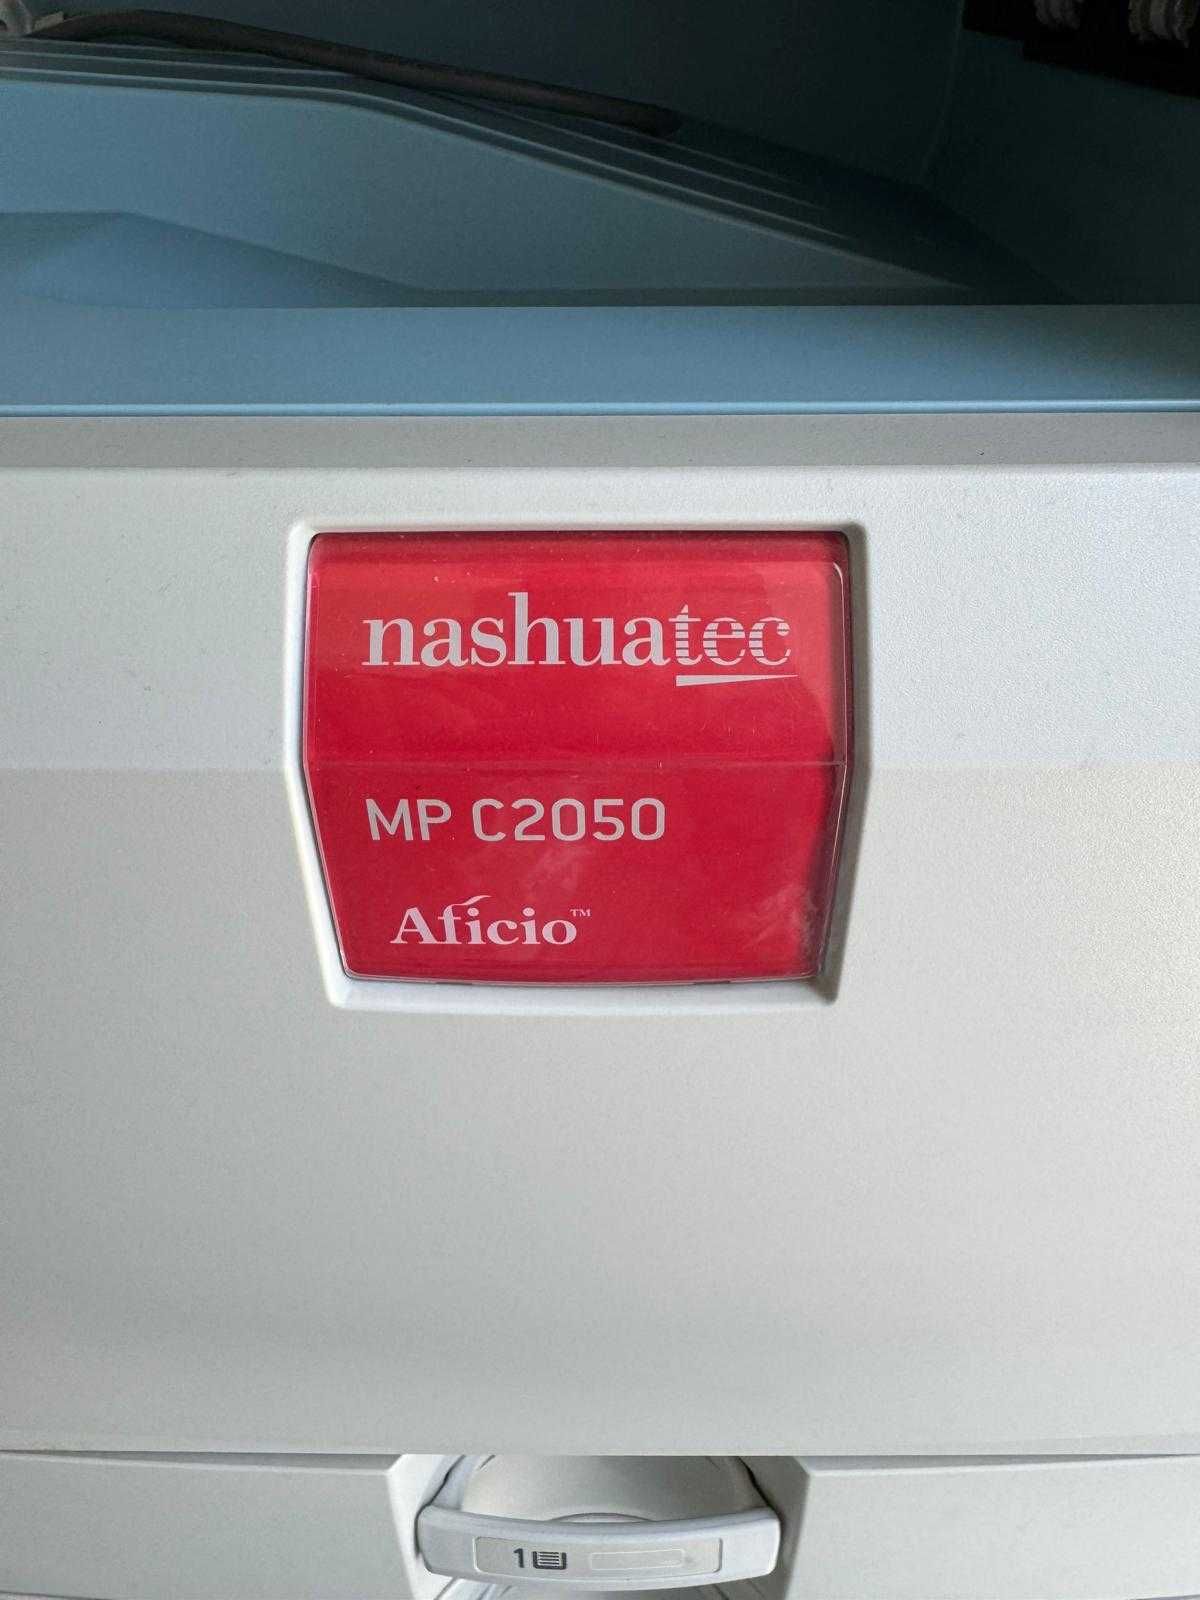 nashuatec
MP C2050
Aficio™
1